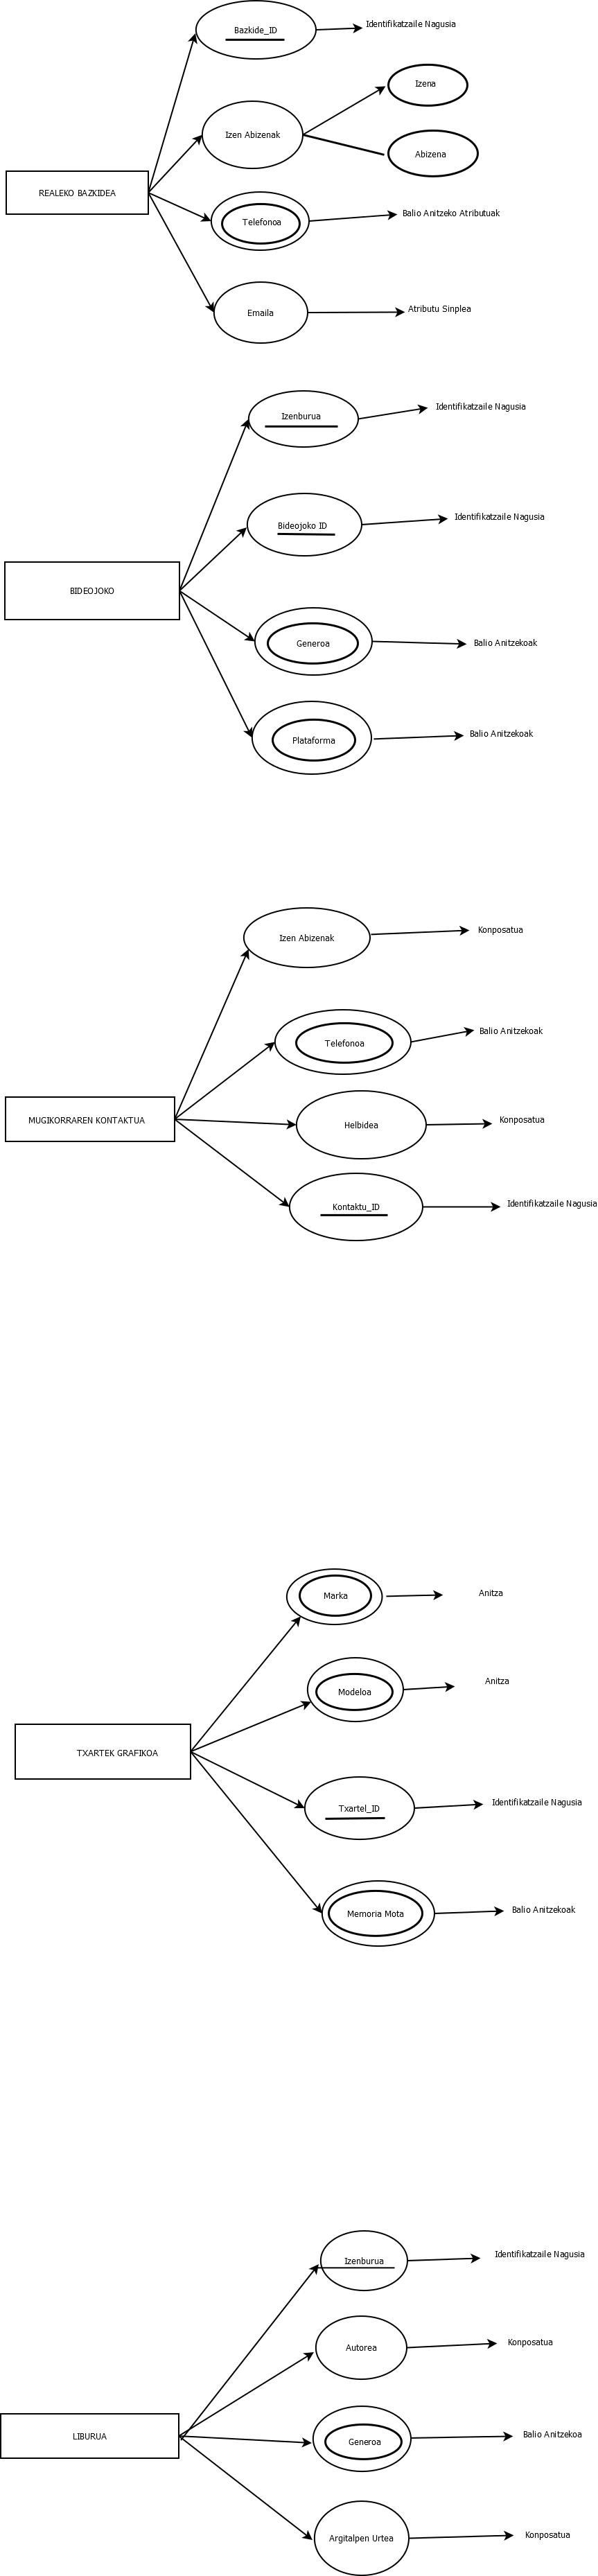 Bazkide_ID
Identifikatzaile Nagusia
Izena
Izen Abizenak
Abizena
REALEKO BAZKIDEA
Telefonoa
Balio Anitzeko Atributuak
Emaila
Atributu Sinplea
Izenburua
Identifikatzaile Nagusia
Bideojoko ID
Identifikatzaile Nagusia
BIDEOJOKO
Generoa
Balio Anitzekoak
Plataforma
Balio Anitzekoak
Izen Abizenak
Konposatua
Telefonoa
Balio Anitzekoak
MUGIKORRAREN KONTAKTUA
Helbidea
Konposatua
Kontaktu_ID
Identifikatzaile Nagusia
Marka
Anitza
Modeloa
Anitza
TXARTEK GRAFIKOA
Txartel_ID
Identifikatzaile Nagusia
Memoria Mota
Balio Anitzekoak
Izenburua
Identifikatzaile Nagusia
Autorea
Konposatua
LIBURUA
Generoa
Balio Anitzekoa
Argitalpen Urtea
Konposatua